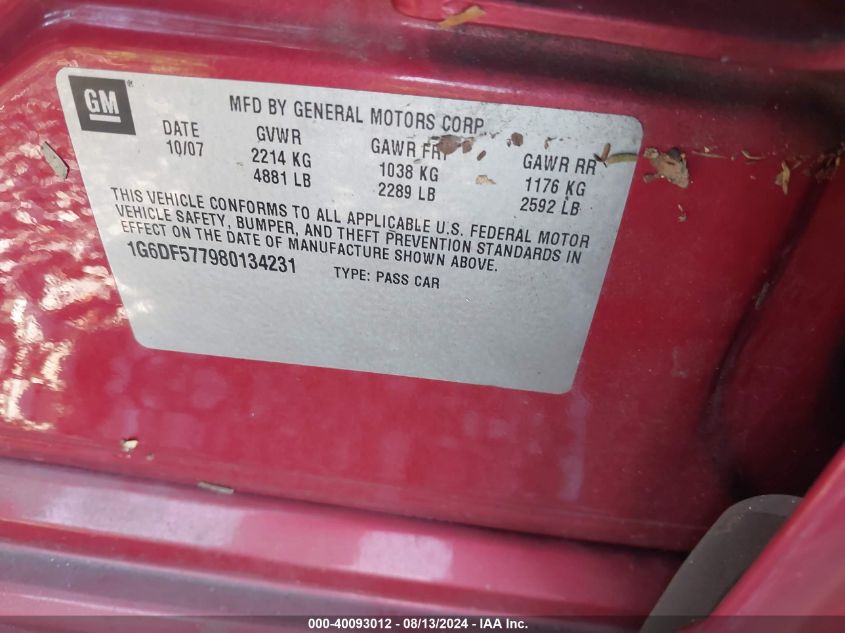 GM
MFD BY GENERAL MOTORS CORP
DATE GVWR GAWR FRT GAWR RR
10/07 2214 KG 1038 KG 1176 KG
4881 LB 2289 LB 2592 LB
THIS VEHICLE CONFORMS TO ALL APPLICABLE U.S. FEDERAL MOTOR
VEHICLE SAFETY, BUMPER, AND THEFT PREVENTION STANDARDS IN
EFFECT ON THE DATE OF MANUFACTURE SHOWN ABOVE.
1G6DF577980134231 TYPE: PASS CAR
000-40093012 - 08/13/2024 - IAA Inc.